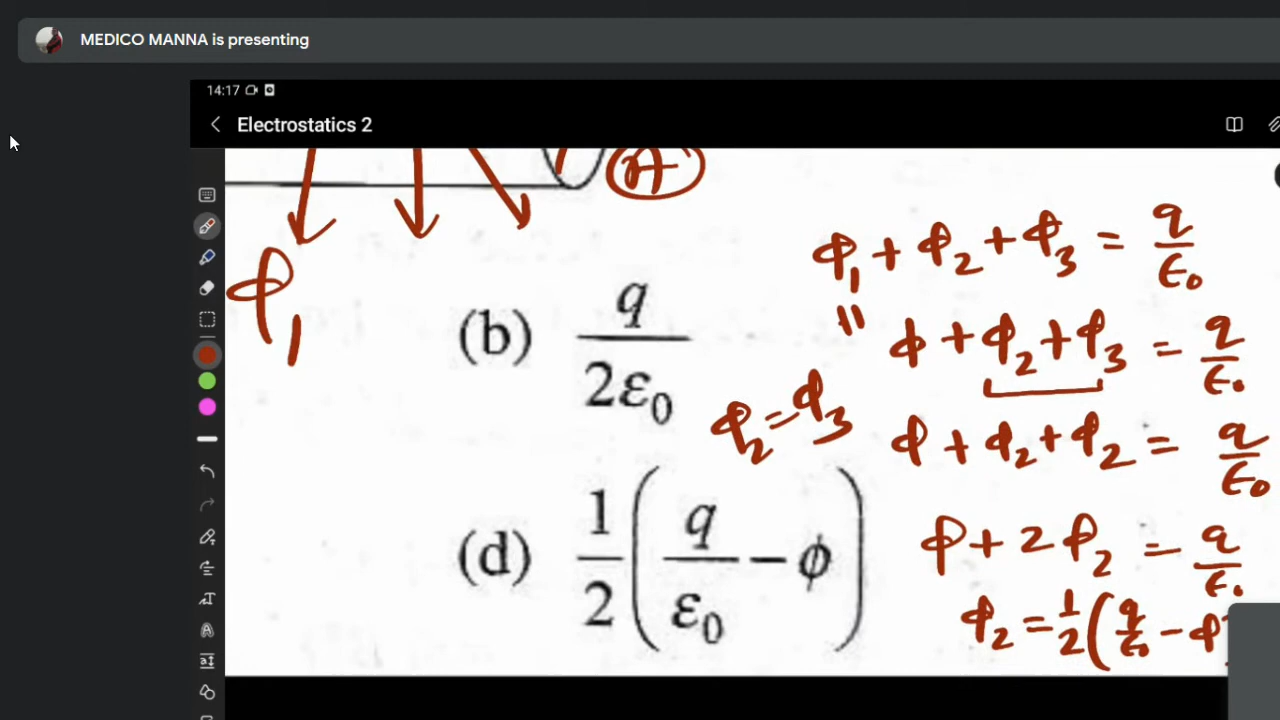 MEDICO MANNA is presenting
14:17
Electrostatics 2
A
ϕ₁ + ϕ₂ + ϕ₃ = q/ε₀
ϕ₁
(b) q/2ε₀
" ϕ + ϕ₂ + ϕ₃ = q/ε₀
ϕ₂ = ϕ₃
ϕ + ϕ₂ + ϕ₂ = q/ε₀
(d) 1/2 (q/ε₀ − ϕ)
ϕ + 2ϕ₂ = q/ε₀
ϕ₂ = 1/2 (q/ε₀ − ϕ